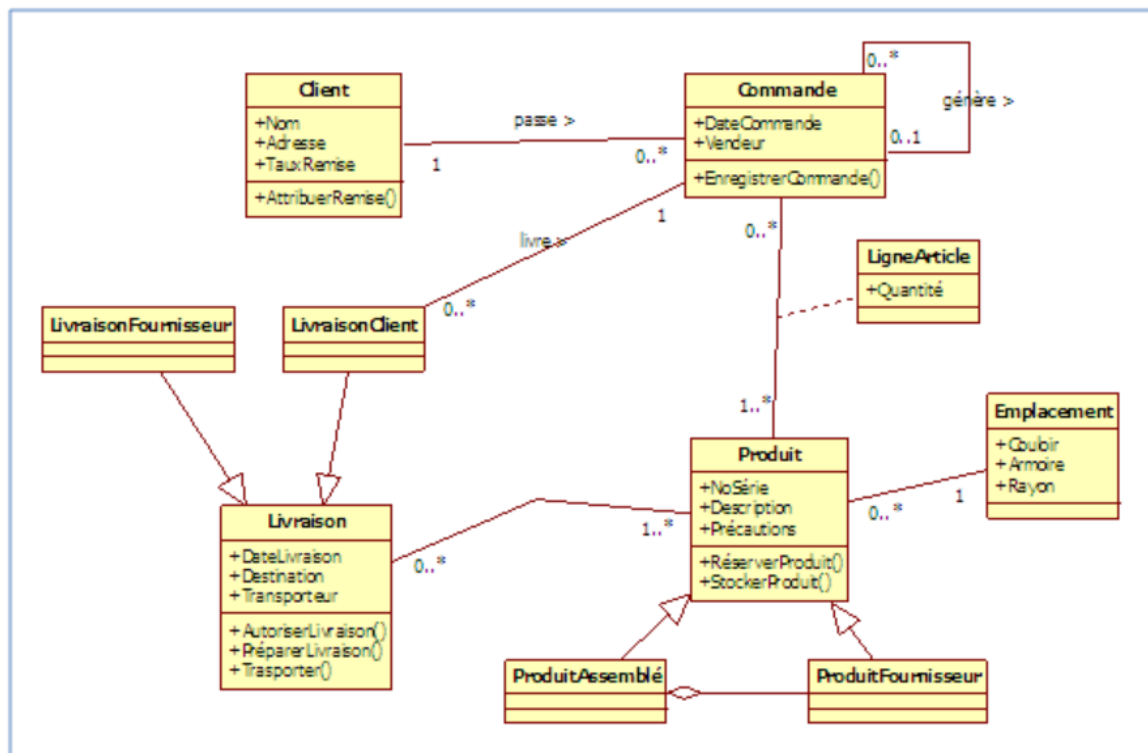 Client
+Nom
+Adresse
+TauxRemise
+AttribuerRemise()
passe >
1
0..*
Commande
+DateCommande
+Vendeur
+EnregistrerCommande()
0..*
génère >
0..1
1
livre >
0..*
0..*
LigneArticle
+Quantité
1..*
LivraisonFournisseur
LivraisonClient
Emplacement
+Couloir
+Armoire
+Rayon
1
0..*
Produit
+NoSérie
+Description
+Précautions
+RéserverProduit()
+StockerProduit()
1..*
0..*
Livraison
+DateLivraison
+Destination
+Transporteur
+AutoriserLivraison()
+PréparerLivraison()
+Trasporter()
ProduitAssemblé
ProduitFournisseur